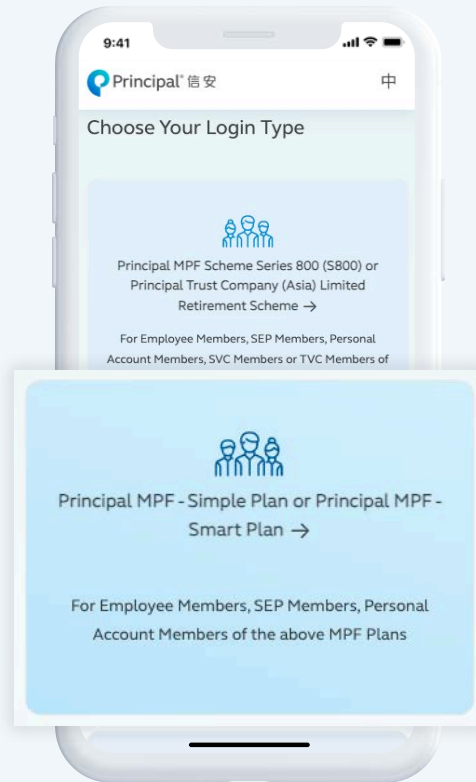 9:41
Principal® 信安
中
Choose Your Login Type
Principal MPF Scheme Series 800 (S800) or
Principal Trust Company (Asia) Limited
Retirement Scheme →
For Employee Members, SEP Members, Personal
Account Members, SVC Members or TVC Members of
Principal MPF - Simple Plan or Principal MPF -
Smart Plan →
For Employee Members, SEP Members, Personal
Account Members of the above MPF Plans